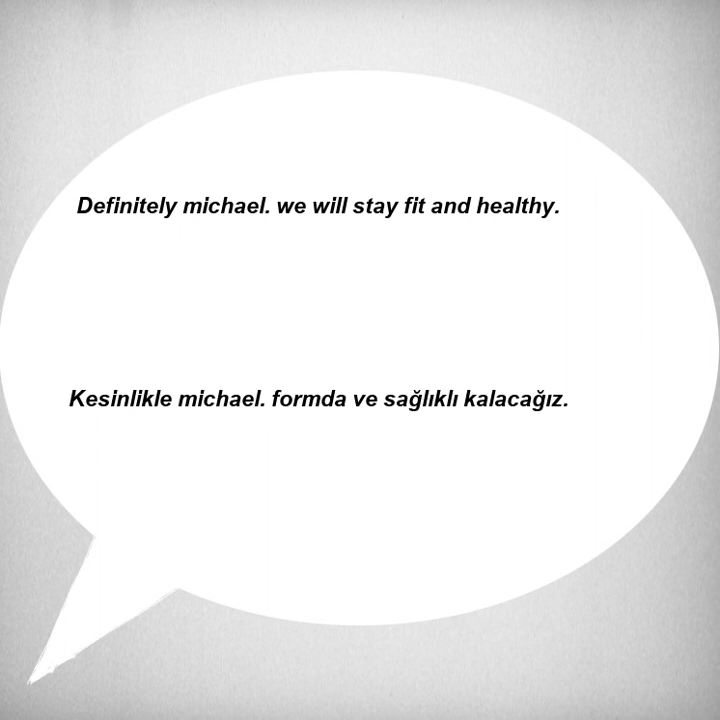 Definitely michael. we will stay fit and healthy.
Kesinlikle michael. formda ve sağlıklı kalacağız.